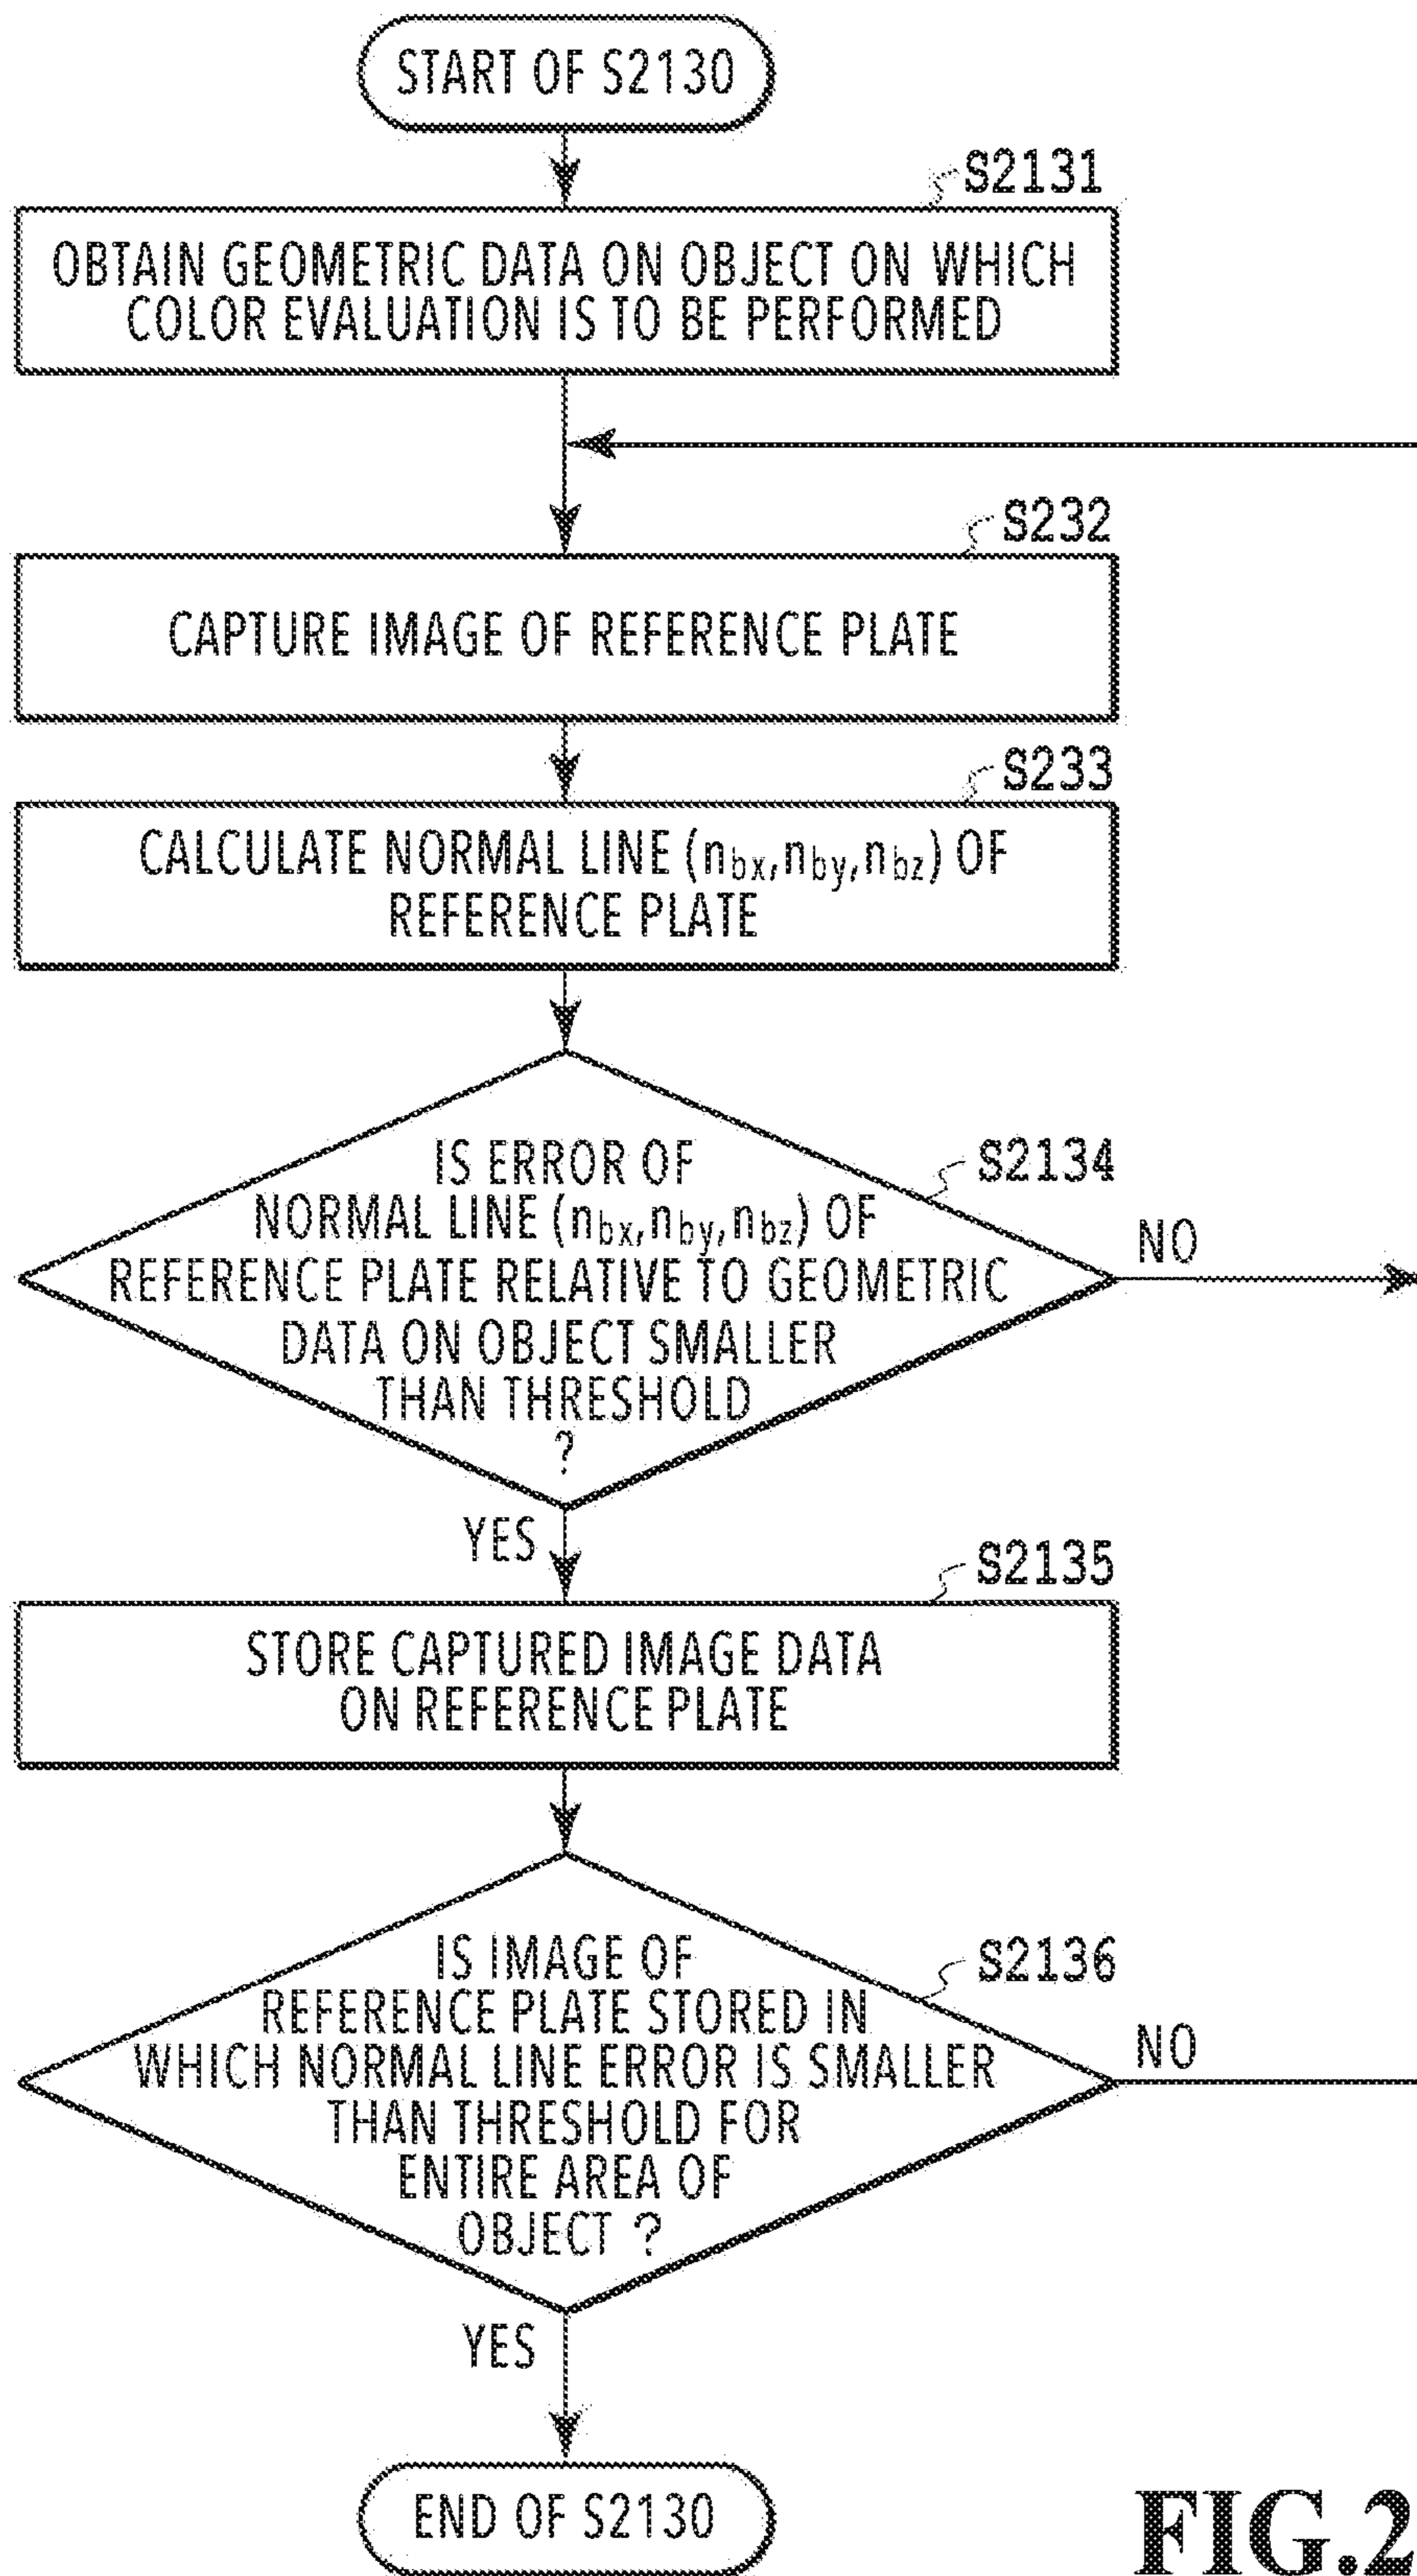 START OF S2130
S2131
OBTAIN GEOMETRIC DATA ON OBJECT ON WHICH
COLOR EVALUATION IS TO BE PERFORMED
S232
CAPTURE IMAGE OF REFERENCE PLATE
S233
CALCULATE NORMAL LINE (nbx,nby,nbz) OF
REFERENCE PLATE
S2134
IS ERROR OF
NORMAL LINE (nbx,nby,nbz) OF
REFERENCE PLATE RELATIVE TO GEOMETRIC
DATA ON OBJECT SMALLER
THAN THRESHOLD
?
NO
YES
S2135
STORE CAPTURED IMAGE DATA
ON REFERENCE PLATE
S2136
IS IMAGE OF
REFERENCE PLATE STORED IN
WHICH NORMAL LINE ERROR IS SMALLER
THAN THRESHOLD FOR
ENTIRE AREA OF
OBJECT ?
NO
YES
END OF S2130
FIG.2